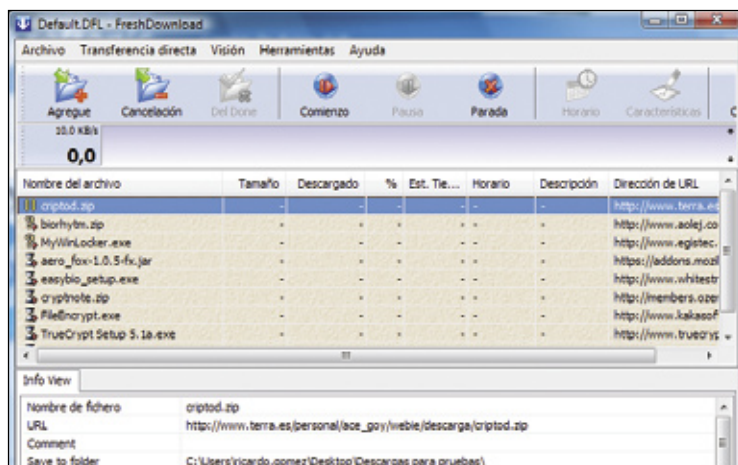 Default.DFL - FreshDownload
Archivo Transferencia directa Visión Herramientas Ayuda
Agregue Cancelación Del Done Comienzo Pausa Parada Horario Características
10,0 KB/s
0,0
Nombre del archivo Tamaño Descargado % Est. Tie... Horario Descripción Dirección de URL
criptod.zip - - - - - - http://www.terra.es
biorhytm.zip - - - - - http://www.aolej.co
MyWinLocker.exe - - - - - http://www.egistec.
aero_fox-1.0.5-fx.jar - - - - - https://addons.mozil
easybio_setup.exe - - - - - http://www.whitestr
cryptnote.zip - - - - - http://members.ozer
FileEncrypt.exe - - - - - http://www.kakasof
TrueCrypt Setup 5.1a.exe - - - - - http://www.truecryp
Info View
Nombre de fichero criptod.zip
URL http://www.terra.es/personal/ace_goy/webie/descarga/criptod.zip
Comment
Save to folder C:\Users\ricardo.gomez\Desktop\Descargas para pruebas\